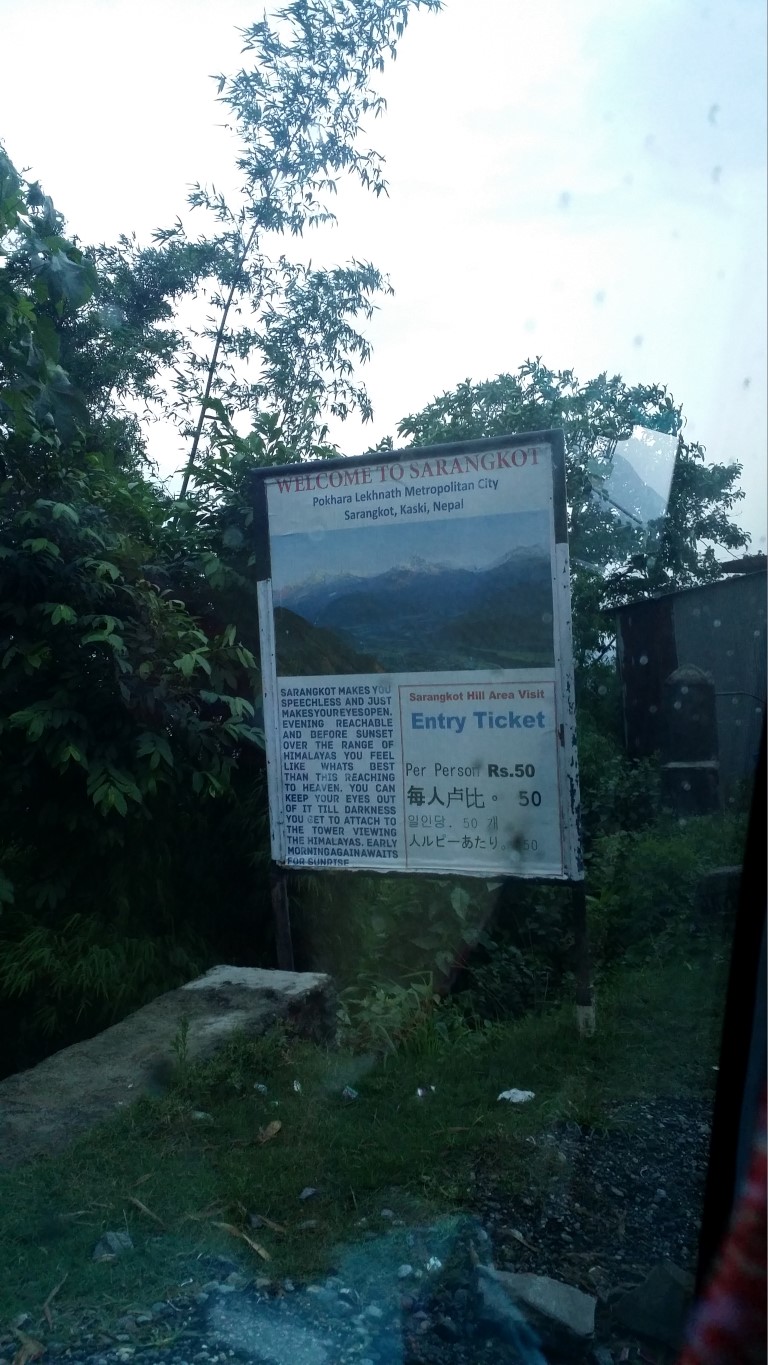 WELCOME TO SARANGKOT
Pokhara Lekhnath Metropolitan City
Sarangkot, Kaski, Nepal
SARANGKOT MAKES YOU
SPEECHLESS AND JUST
MAKESYOUREYESOPEN.
EVENING REACHABLE
AND BEFORE SUNSET
OVER THE RANGE OF
HIMALAYAS YOU FEEL
LIKE WHATS BEST
THAN THIS REACHING
TO HEAVEN. YOU CAN
KEEP YOUR EYES OUT
OF IT TILL DARKNESS
YOU GET TO ATTACH TO
THE TOWER VIEWING
THE HIMALAYAS. EARLY
MORNINGAGAINAWAITS
FOR SUNRISE
Sarangkot Hill Area Visit
Entry Ticket
Per Person Rs.50
每人卢比。 50
일인당. 50 개
人ルピーあたり。 50